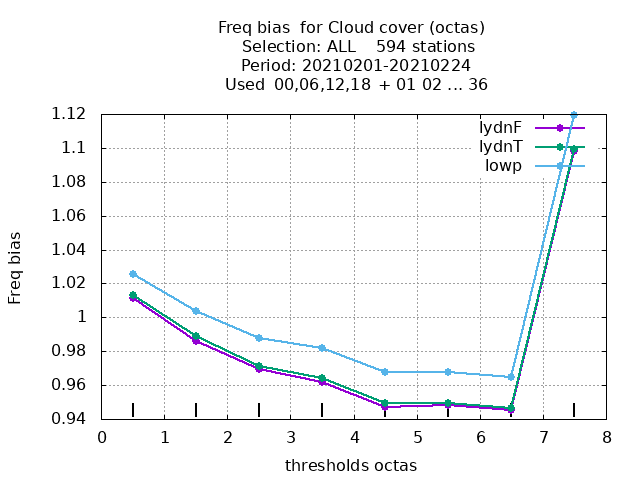 Freq bias  for Cloud cover (octas)
Selection: ALL    594 stations
Period: 20210201-20210224
Used  00,06,12,18  + 01 02 ... 36
1.12
1.1
1.08
1.06
1.04
1.02
1
0.98
0.96
0.94
Freq bias
lydnF
lydnT
lowp
0 1 2 3 4 5 6 7 8
thresholds octas